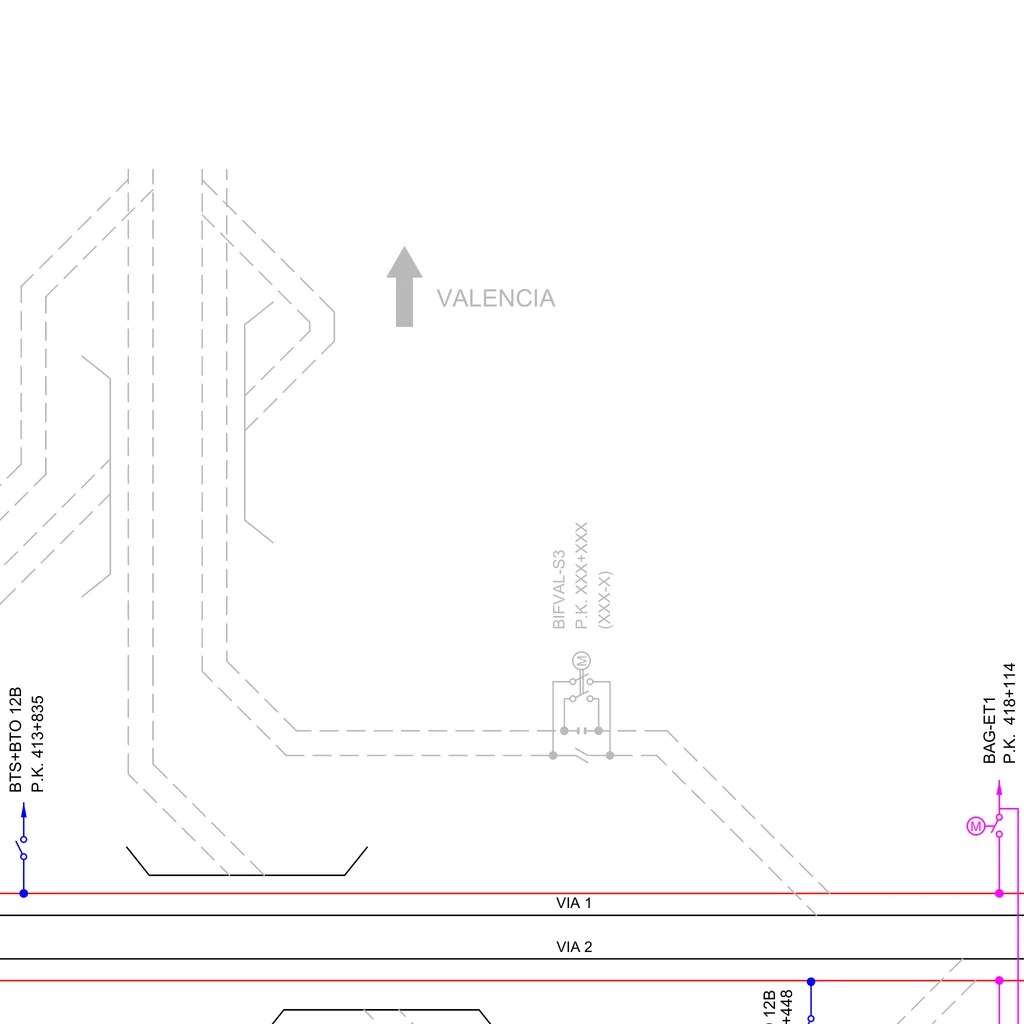 VALENCIA
BIFVAL-S3
P.K. XXX+XXX
(XXX-X)
M
BTS+BTO 12B
P.K. 413+835
BAG-ET1
P.K. 418+114
M
VIA 1
VIA 2
12B
+448